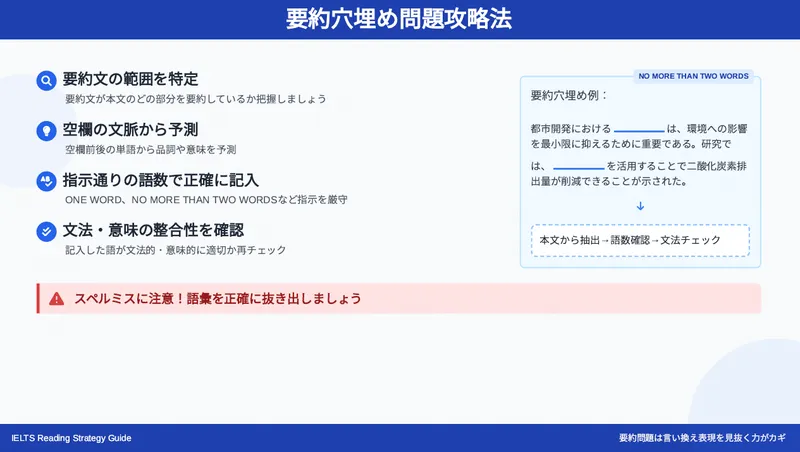 要約穴埋め問題攻略法
要約文の範囲を特定
要約文が本文のどの部分を要約しているか把握しましょう
空欄の文脈から予測
空欄前後の単語から品詞や意味を予測
指示通りの語数で正確に記入
ONE WORD、NO MORE THAN TWO WORDSなど指示を厳守
文法・意味の整合性を確認
記入した語が文法的・意味的に適切か再チェック
NO MORE THAN TWO WORDS
要約穴埋め例：
都市開発における ________ は、環境への影響
を最小限に抑えるために重要である。研究で
は、 ________ を活用することで二酸化炭素排
出量が削減できることが示された。
↓
本文から抽出→語数確認→文法チェック
スペルミスに注意！語彙を正確に抜き出しましょう
IELTS Reading Strategy Guide
要約問題は言い換え表現を見抜く力がカギ